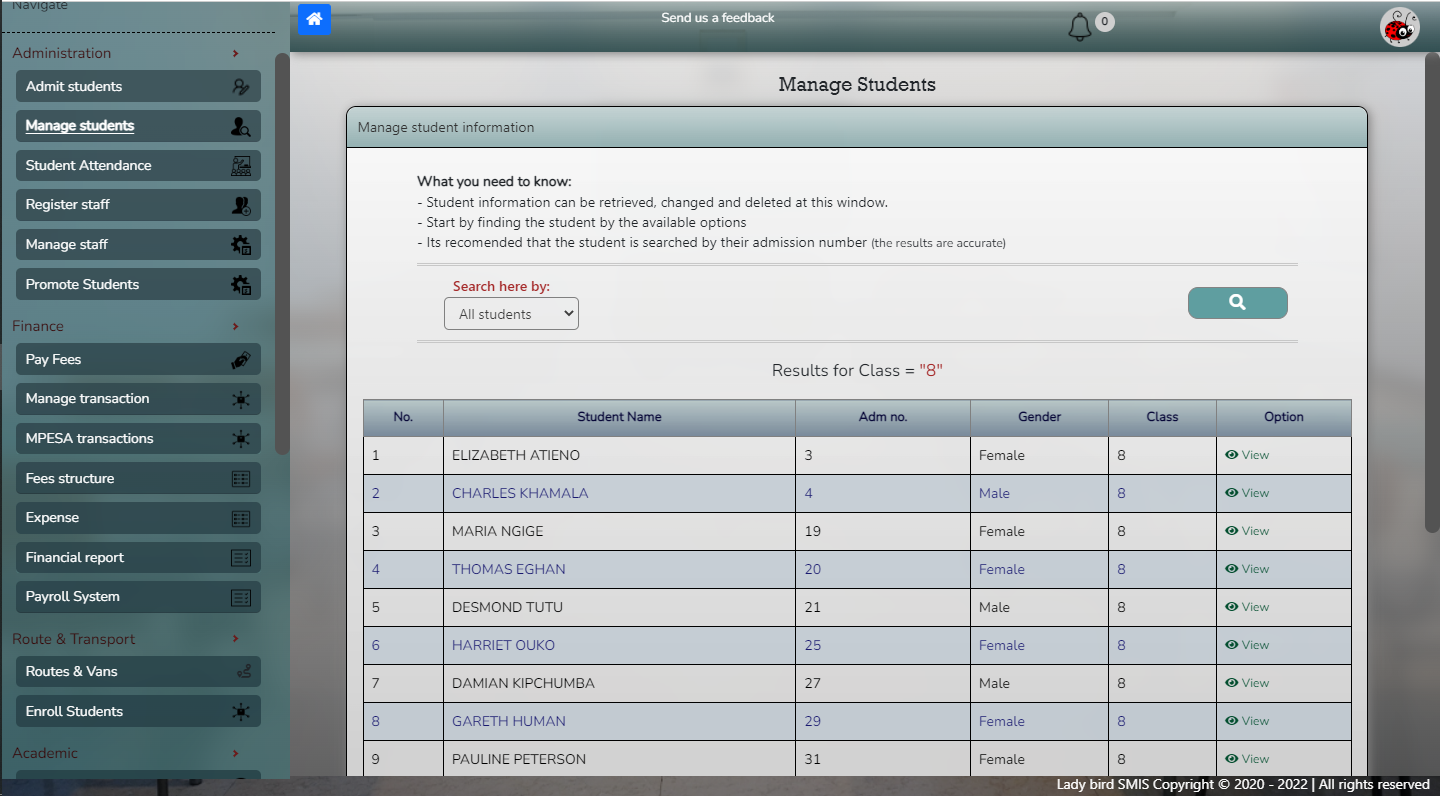 Navigate
Send us a feedback
0
Administration
Admit students
Manage students
Student Attendance
Register staff
Manage staff
Promote Students
Finance
Pay Fees
Manage transaction
MPESA transactions
Fees structure
Expense
Financial report
Payroll System
Route & Transport
Routes & Vans
Enroll Students
Academic
Manage Students
Manage student information
What you need to know:
- Student information can be retrieved, changed and deleted at this window.
- Start by finding the student by the available options
- Its recomended that the student is searched by their admission number (the results are accurate)
Search here by:
All students
Results for Class = "8"
No. Student Name Adm no. Gender Class Option
1 ELIZABETH ATIENO 3 Female 8 View
2 CHARLES KHAMALA 4 Male 8 View
3 MARIA NGIGE 19 Female 8 View
4 THOMAS EGHAN 20 Female 8 View
5 DESMOND TUTU 21 Male 8 View
6 HARRIET OUKO 25 Female 8 View
7 DAMIAN KIPCHUMBA 27 Male 8 View
8 GARETH HUMAN 29 Female 8 View
9 PAULINE PETERSON 31 Female 8 View
Lady bird SMIS Copyright © 2020 - 2022 | All rights reserved